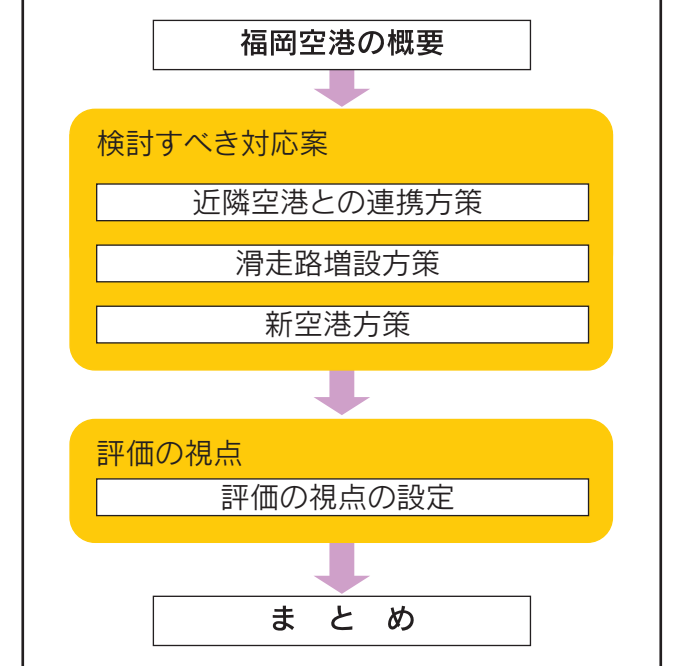 福岡空港の概要
検討すべき対応案
近隣空港との連携方策
滑走路増設方策
新空港方策
評価の視点
評価の視点の設定
まとめ